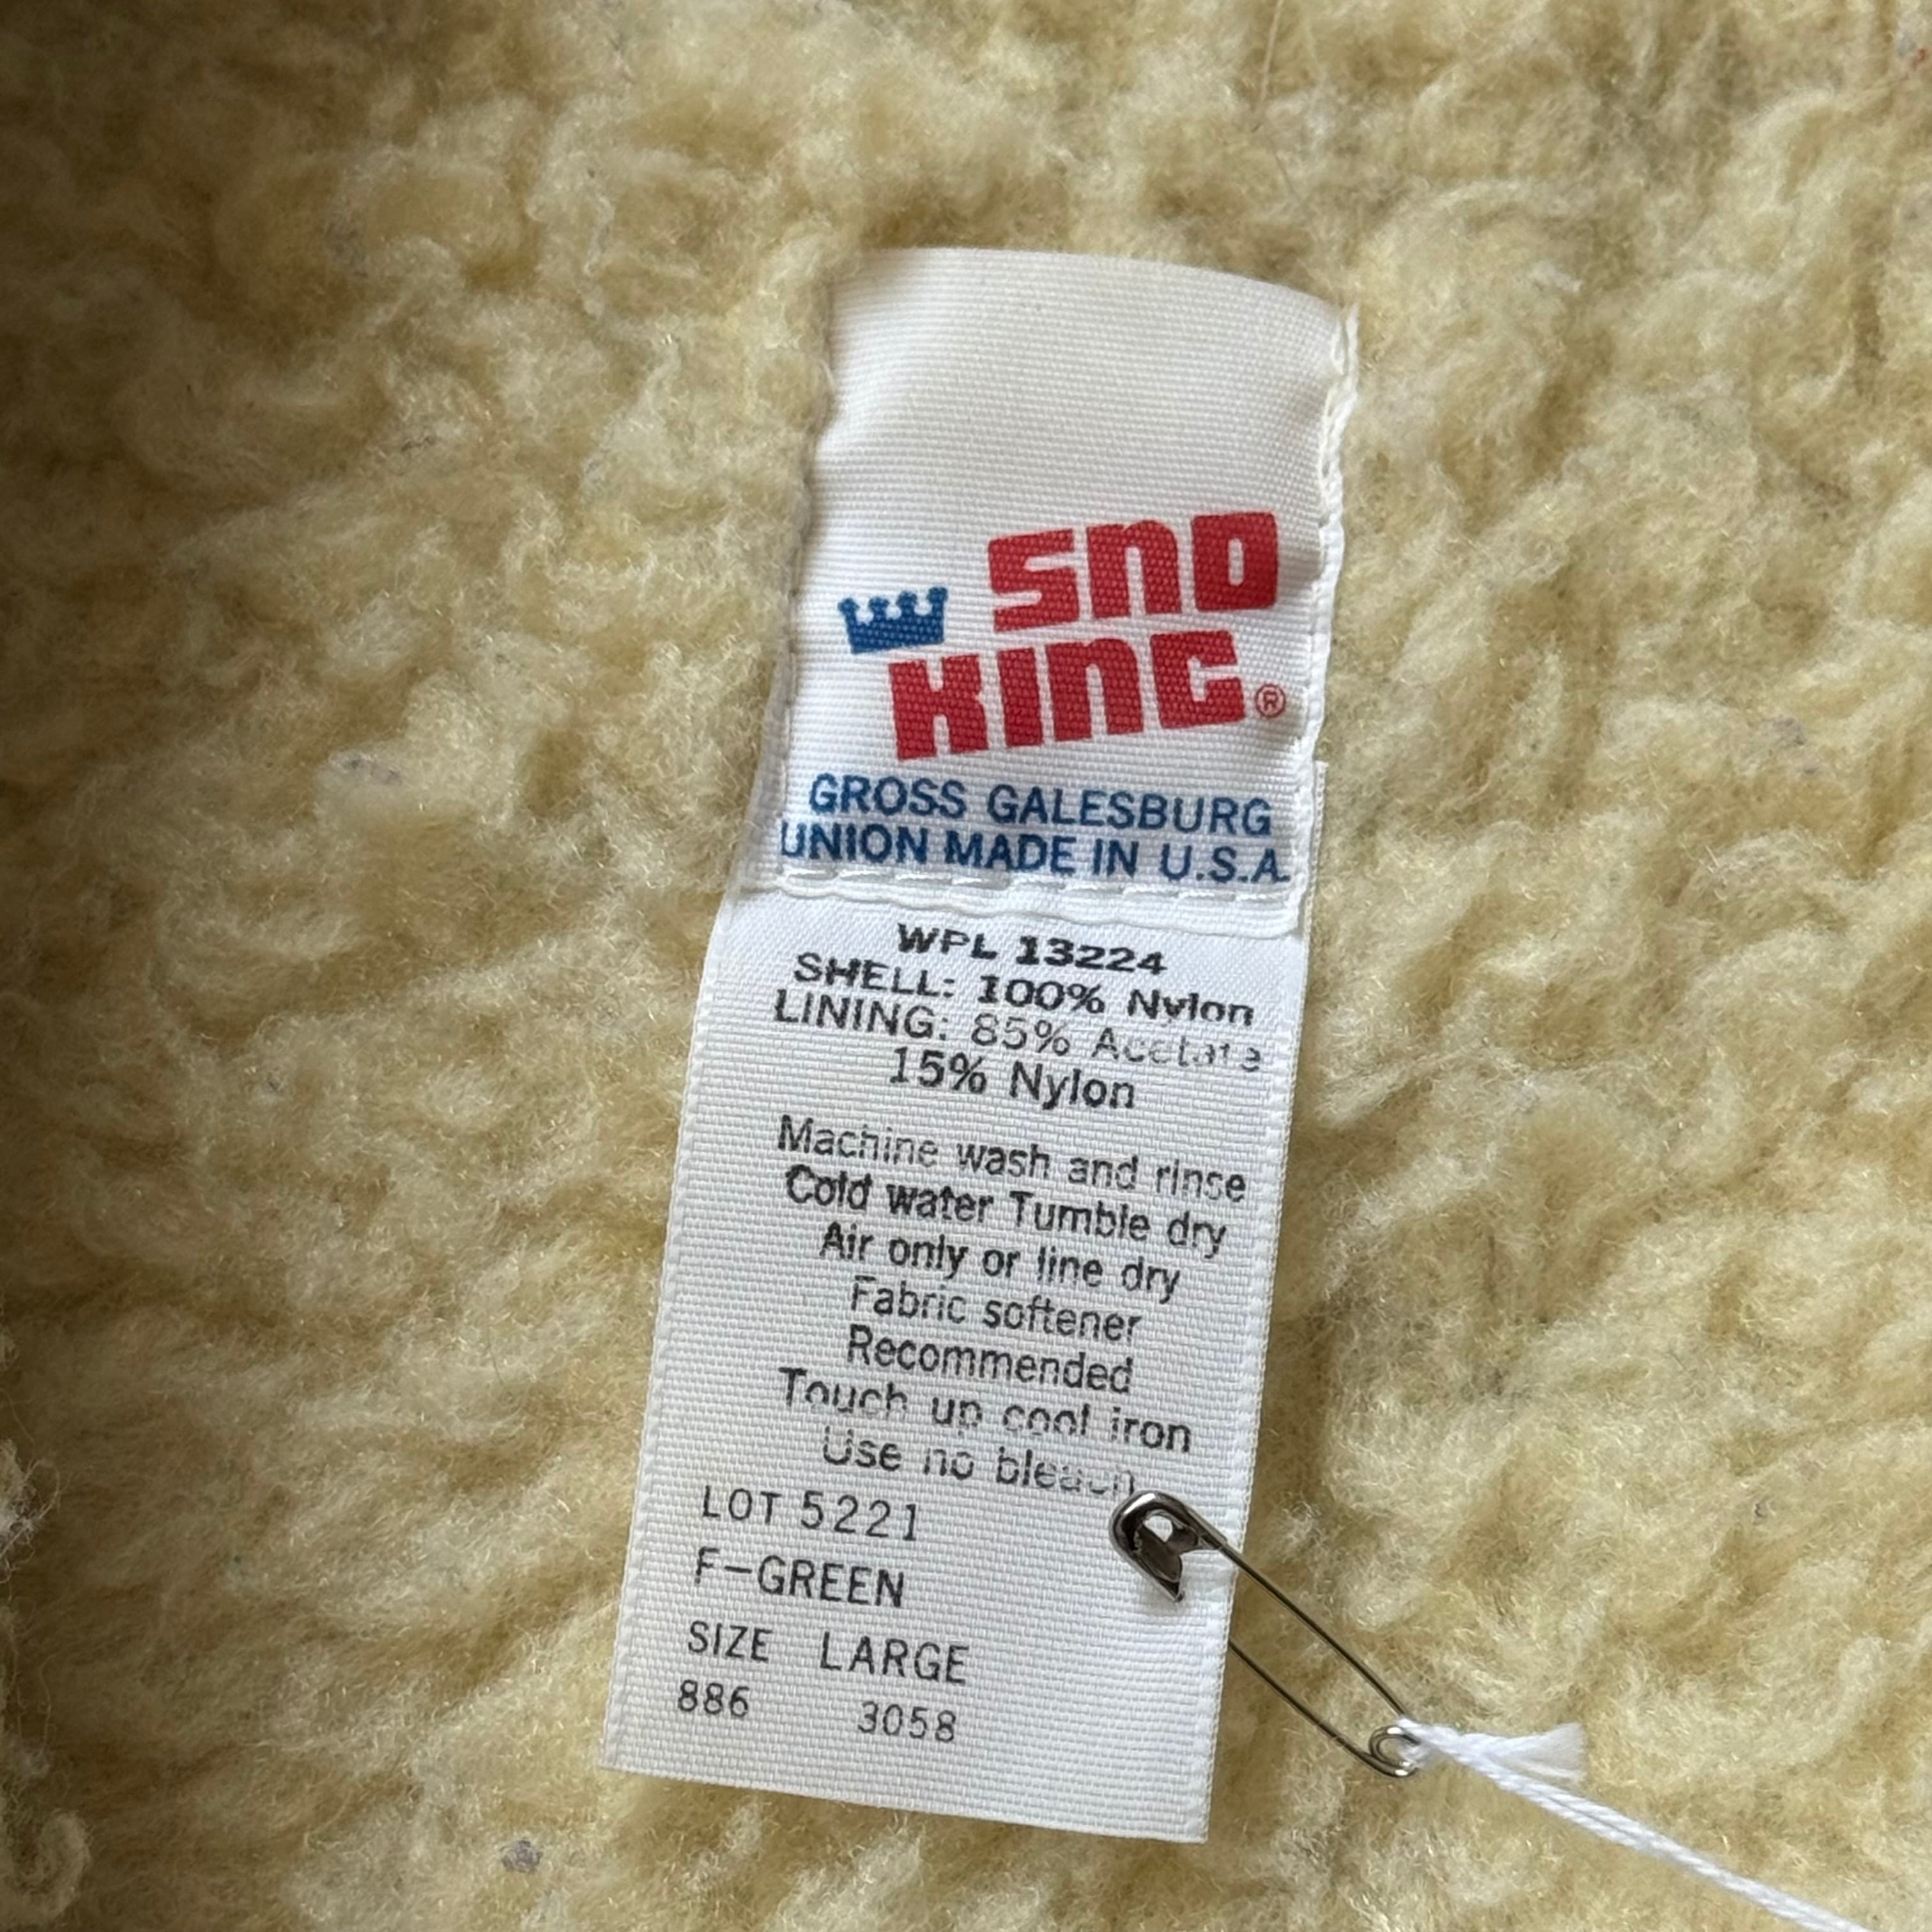 SNO
KING®
GROSS GALESBURG
UNION MADE IN U.S.A.
WPL 13224
SHELL: 100% Nylon
LINING: 85% Acetate
15% Nylon
Machine wash and rinse
Cold water Tumble dry
Air only or line dry
Fabric softener
Recommended
Touch up cool iron
Use no bleach
LOT 5221
F-GREEN
SIZE LARGE
886 3058